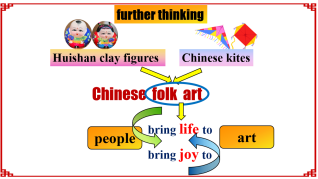 further thinking
Huishan clay figures
Chinese kites
Chinese folk art
people
bring life to
art
bring joy to